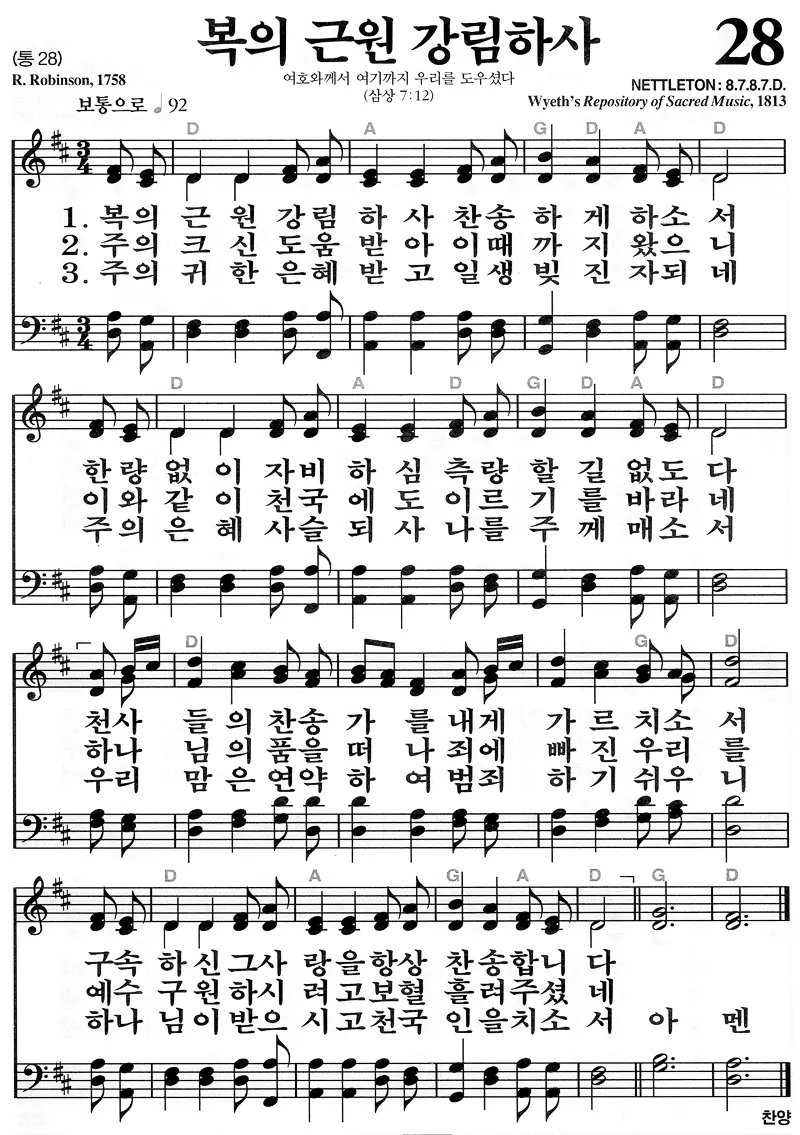 복의 근원 강림하사
28
(통 28)
R. Robinson, 1758
여호와께서 여기까지 우리를 도우셨다
(삼상 7:12)
NETTLETON : 8.7.8.7.D.
Wyeth's Repository of Sacred Music, 1813
보통으로 ♩ 92
D A G D A D
3/4
1. 복의 근 원 강림 하 사 찬송 하 게 하소 서
2. 주의 크 신 도움 받 아 이때 까 지 왔으 니
3. 주의 귀 한 은혜 받 고 일생 빚 진 자되 네
3/4
D A D G D A D
한량 없 이 자비 하 심 측량 할 길 없도 다
이와 같 이 천국 에 도 이르 기 를 바라 네
주의 은 혜 사슬 되 사 나를 주 께 매소 서
D G D
천사 들 의 찬송 가 를 내게 가 르 치소 서
하나 님 의 품을 떠 나 죄에 빠 진 우리 를
우리 맘 은 연약 하 여 범죄 하 기 쉬우 니
D A G A D G D
구속 하 신 그사 랑 을 항상 찬 송 합니 다
예수 구 원 하시 려 고 보혈 흘 려 주셨 네
하나 님 이 받으 시 고 천국 인 을 치소 서 아 멘
찬양